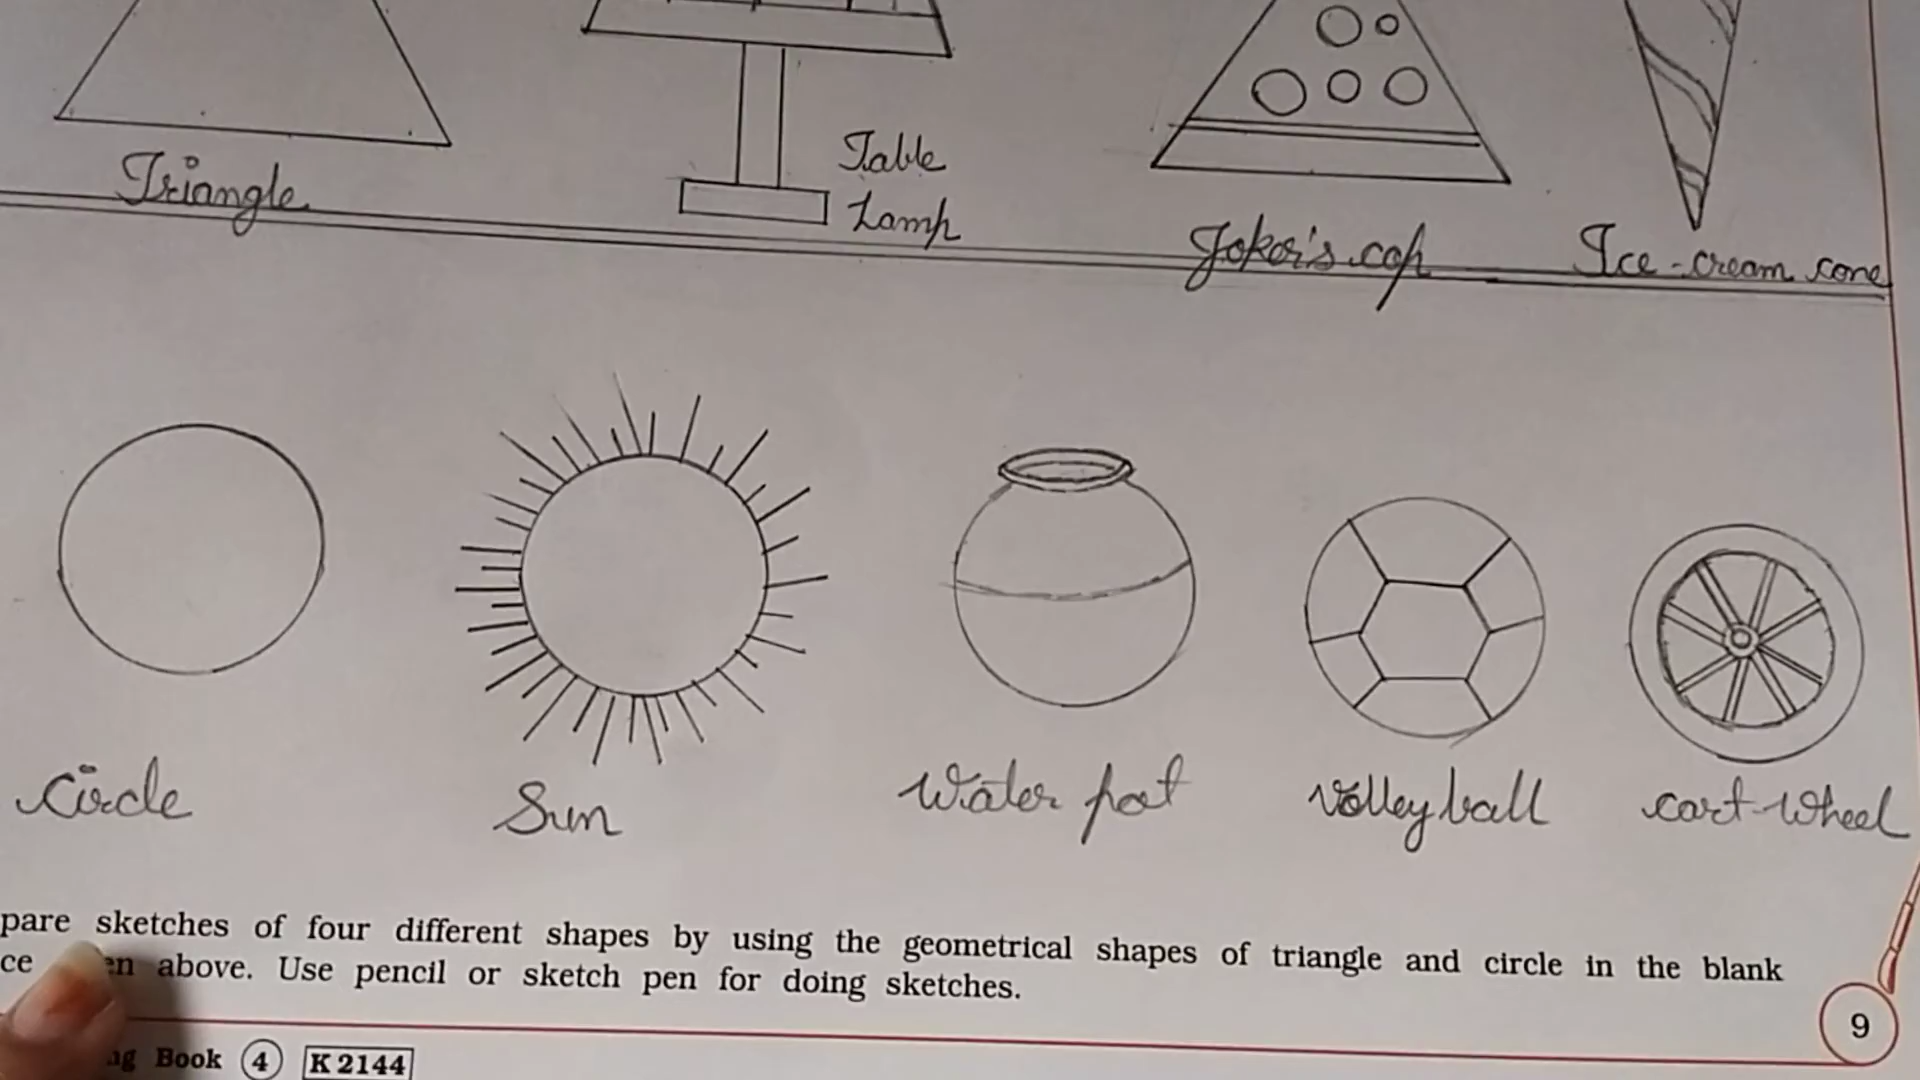 Triangle
Table
Lamp
Joker's cap
Ice-cream cone
Circle
Sun
Water pot
Volley ball
cart-wheel
pare sketches of four different shapes by using the geometrical shapes of triangle and circle in the blank
ce above. Use pencil or sketch pen for doing sketches.
9
Book 4 K 2144